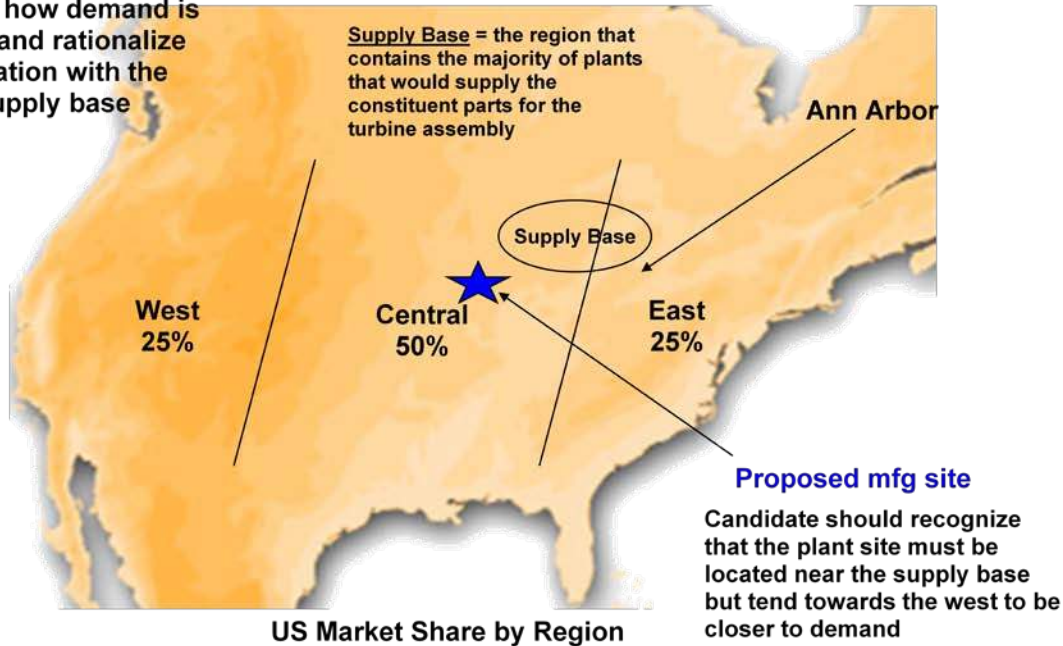 how demand is
and rationalize
ation with the
upply base
Supply Base = the region that
contains the majority of plants
that would supply the
constituent parts for the
turbine assembly
Ann Arbor
Supply Base
West
25%
Central
50%
East
25%
Proposed mfg site
Candidate should recognize
that the plant site must be
located near the supply base
but tend towards the west to be
closer to demand
US Market Share by Region